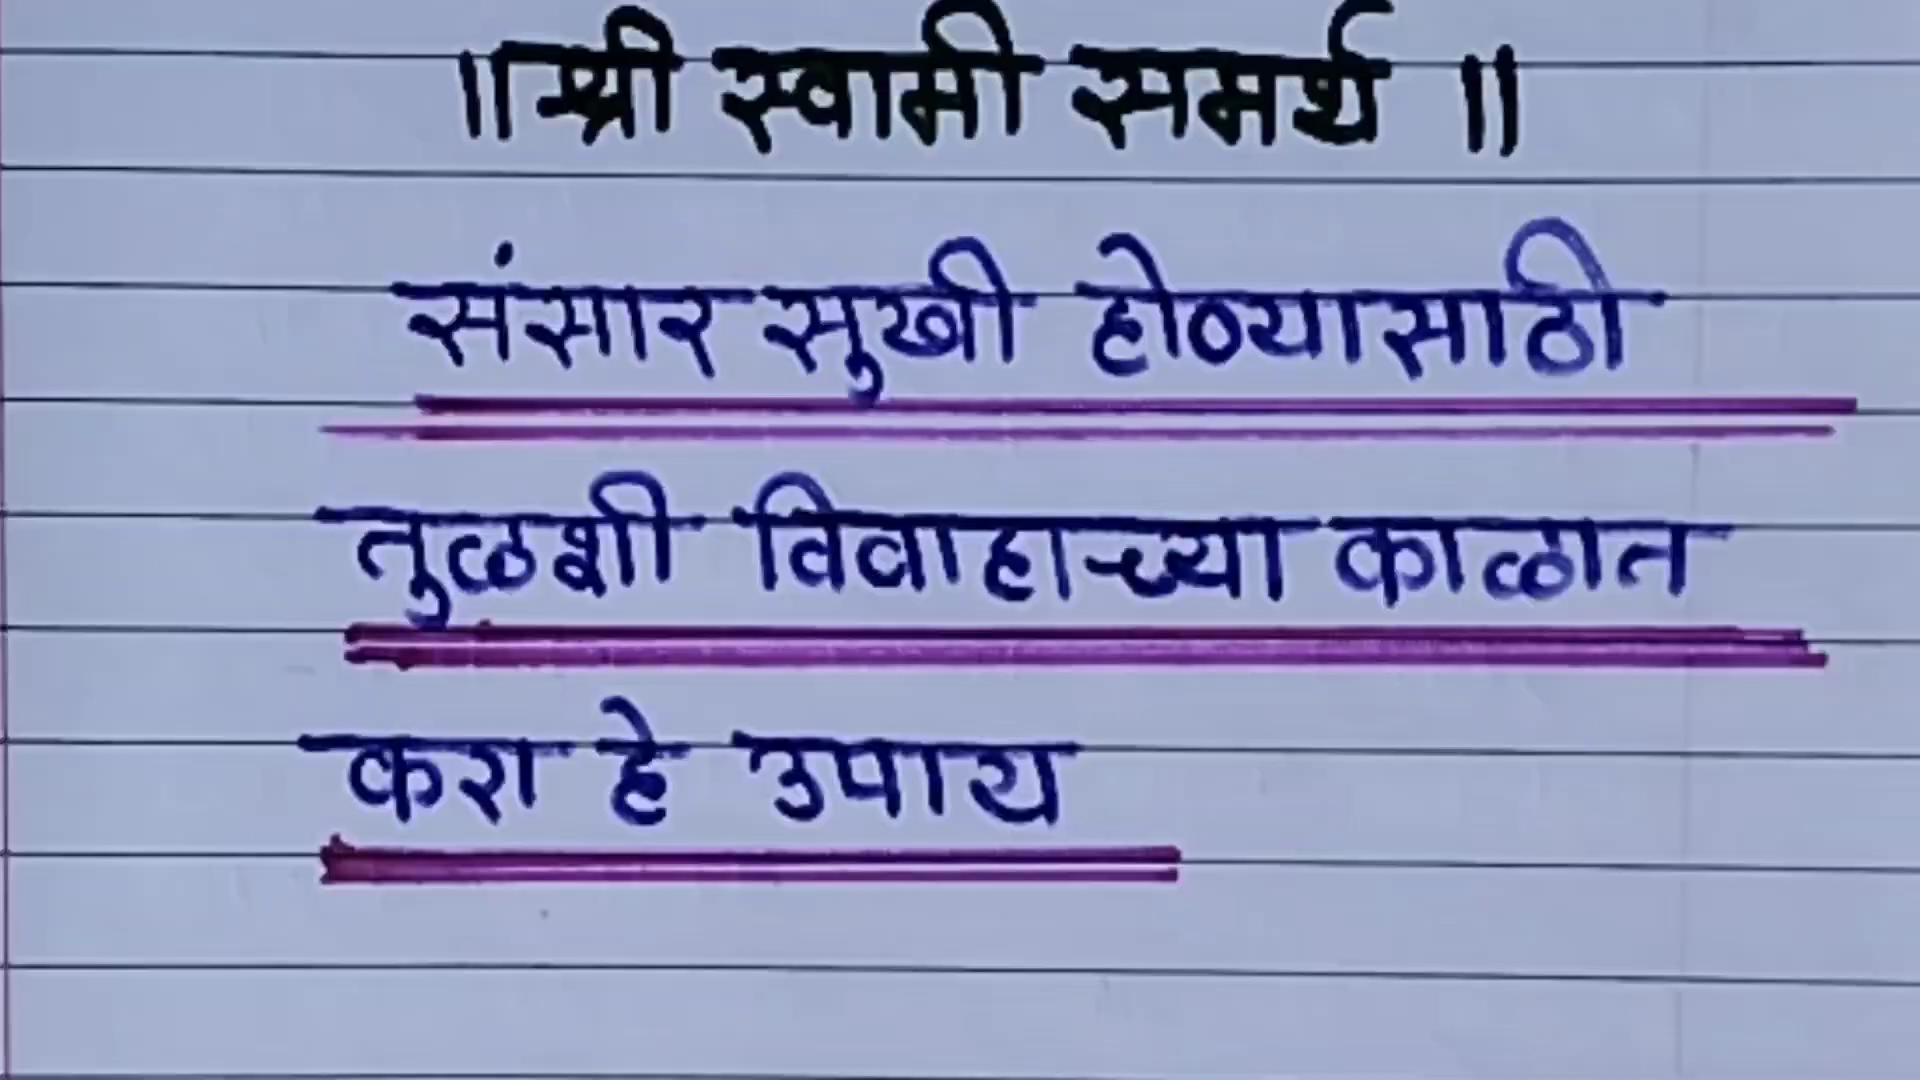 ॥ श्री स्वामी समर्थ ॥
संसार सुखी होण्यासाठी
तुळशी विवाहाच्या काळात
करा हे उपाय